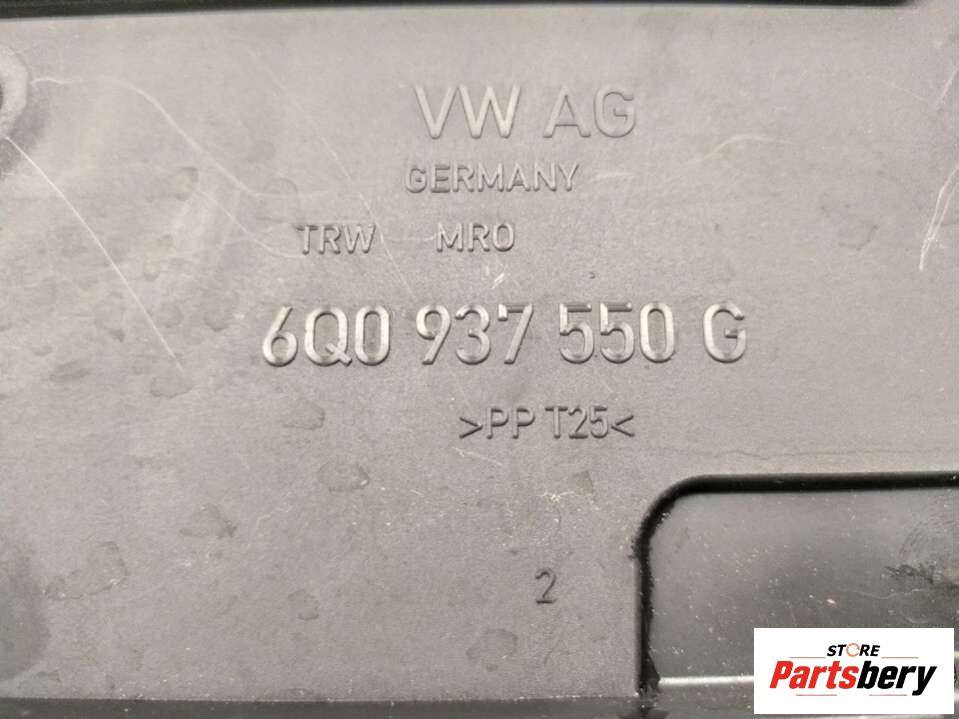 VW AG
GERMANY
TRW MRO
6Q0 937 550 G
>PP T25<
2
STORE
Partsbery